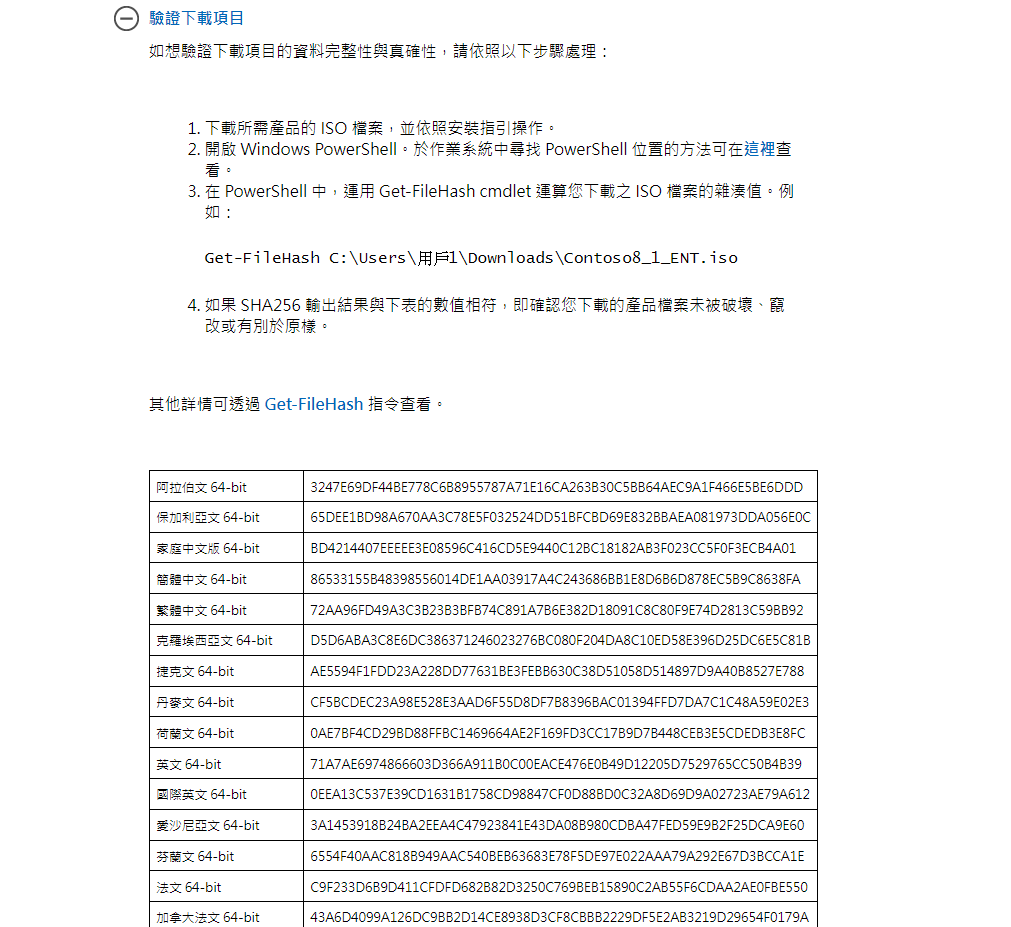 驗證下載項目
如想驗證下載項目的資料完整性與真確性，請依照以下步驟處理：
1. 下載所需產品的 ISO 檔案，並依照安裝指引操作。
2. 開啟 Windows PowerShell。於作業系統中尋找 PowerShell 位置的方法可在這裡查
看。
3. 在 PowerShell 中，運用 Get-FileHash cmdlet 運算您下載之 ISO 檔案的雜湊值。例
如：
Get-FileHash C:\Users\用戶1\Downloads\Contoso8_1_ENT.iso
4. 如果 SHA256 輸出結果與下表的數值相符，即確認您下載的產品檔案未被破壞、竄
改或有別於原樣。
其他詳情可透過 Get-FileHash 指令查看。
阿拉伯文 64-bit 3247E69DF44BE778C6B8955787A71E16CA263B30C5BB64AEC9A1F466E5BE6DDD
保加利亞文 64-bit 65DEE1BD98A670AA3C78E5F032524DD51BFCBD69E832BBAEA081973DDA056E0C
家庭中文版 64-bit BD4214407EEEEE3E08596C416CD5E9440C12BC18182AB3F023CC5F0F3ECB4A01
簡體中文 64-bit 86533155B48398556014DE1AA03917A4C243686BB1E8D6B6D878EC5B9C8638FA
繁體中文 64-bit 72AA96FD49A3C3B23B3BFB74C891A7B6E382D18091C8C80F9E74D2813C59BB92
克羅埃西亞文 64-bit D5D6ABA3C8E6DC386371246023276BC080F204DA8C10ED58E396D25DC6E5C81B
捷克文 64-bit AE5594F1FDD23A228DD77631BE3FEBB630C38D51058D514897D9A40B8527E788
丹麥文 64-bit CF5BCDEC23A98E528E3AAD6F55D8DF7B8396BAC01394FFD7DA7C1C48A59E02E3
荷蘭文 64-bit 0AE7BF4CD29BD88FFBC1469664AE2F169FD3CC17B9D7B448CEB3E5CDEDB3E8FC
英文 64-bit 71A7AE6974866603D366A911B0C00EACE476E0B49D12205D7529765CC50B4B39
國際英文 64-bit 0EEA13C537E39CD1631B1758CD98847CF0D88BD0C32A8D69D9A02723AE79A612
愛沙尼亞文 64-bit 3A1453918B24BA2EEA4C47923841E43DA08B980CDBA47FED59E9B2F25DCA9E60
芬蘭文 64-bit 6554F40AAC818B949AAC540BEB63683E78F5DE97E022AAA79A292E67D3BCCA1E
法文 64-bit C9F233D6B9D411CFDFD682B82D3250C769BEB15890C2AB55F6CDAA2AE0FBE550
加拿大法文 64-bit 43A6D4099A126DC9BB2D14CE8938D3CF8CBBB2229DF5E2AB3219D29654F0179A